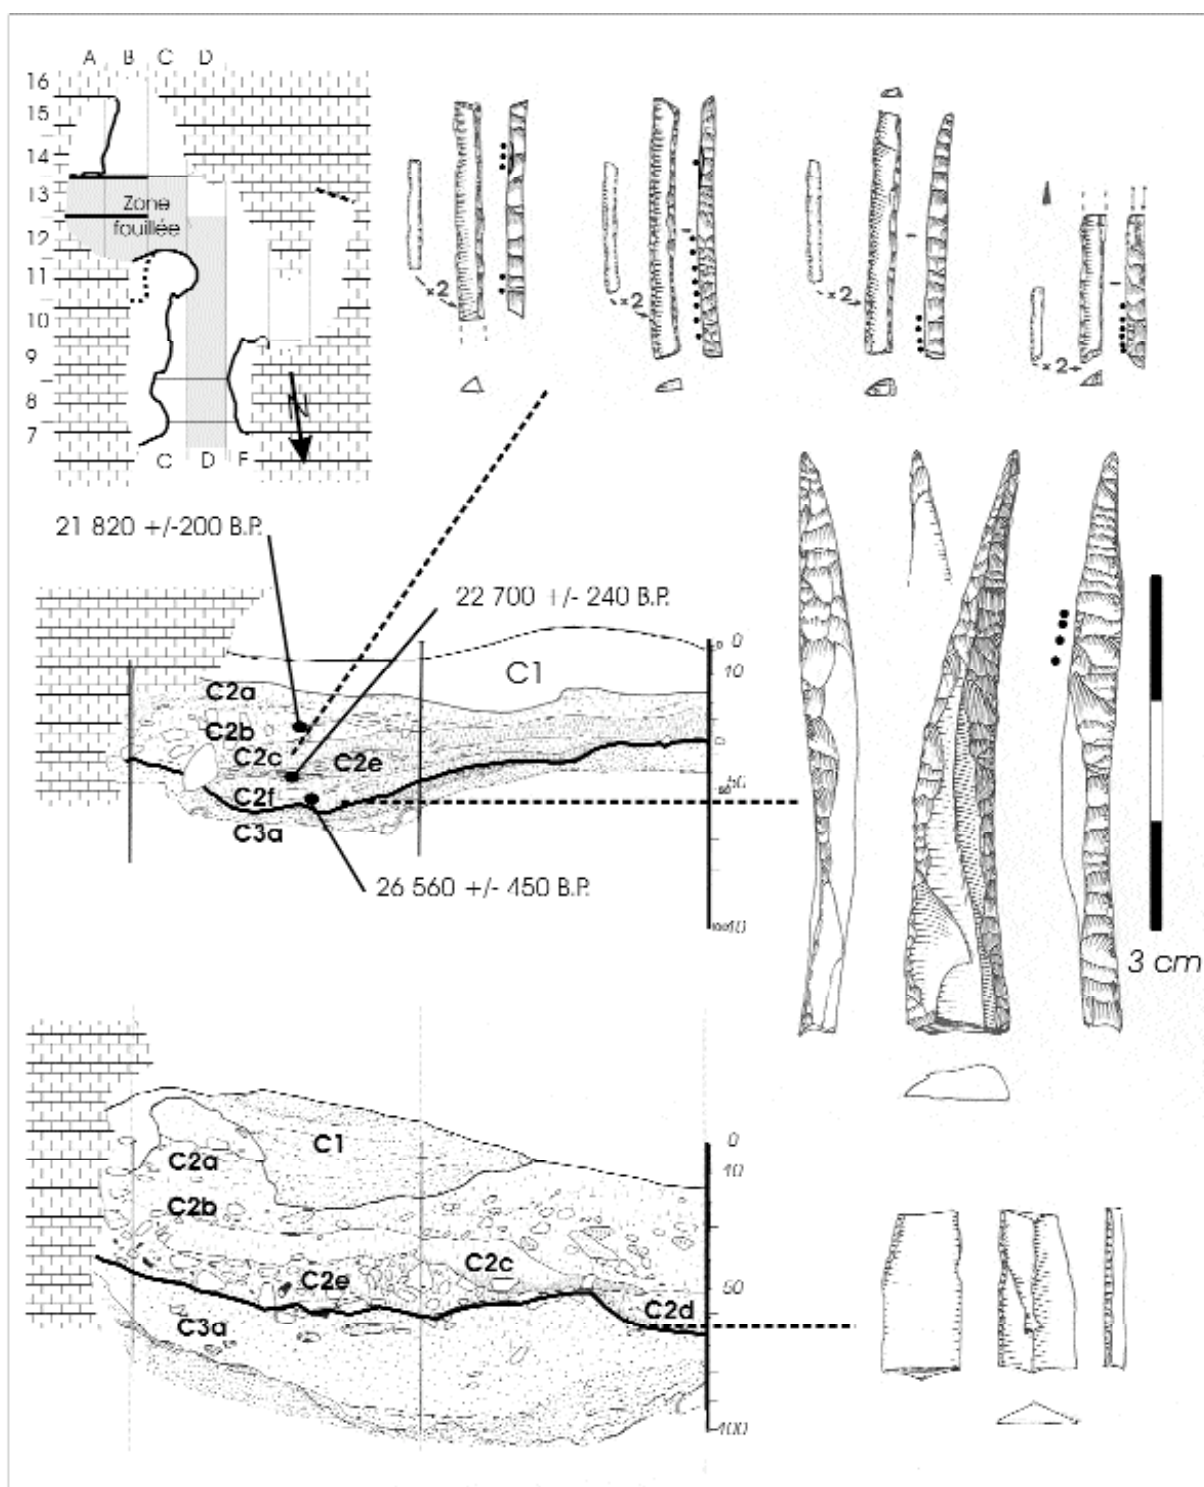 A B C D
16
15
14
13
12
11
10
9
8
7
Zone
fouillée
C D F
N
×2
×2
×2
×2
21 820 +/-200 B.P.
22 700 +/- 240 B.P.
26 560 +/- 450 B.P.
C1
C2a
C2b
C2c
C2e
C2f
C3a
0
10
3 cm
C1
C2a
C2b
C2c
C2e
C2d
C3a
0
10
50
100